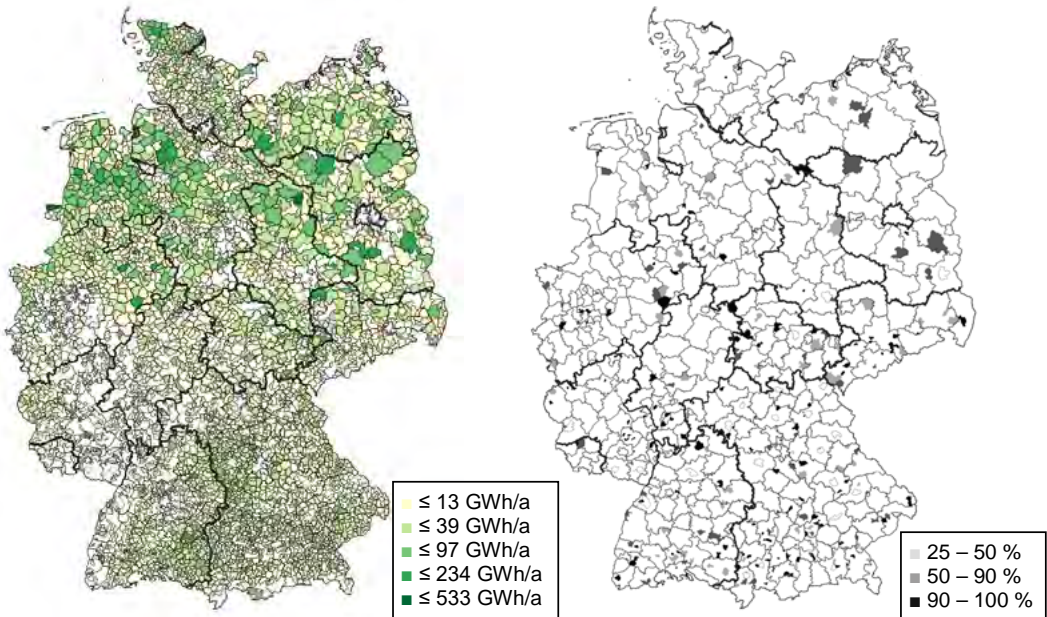 ≤ 13 GWh/a
≤ 39 GWh/a
≤ 97 GWh/a
≤ 234 GWh/a
≤ 533 GWh/a
25 – 50 %
50 – 90 %
90 – 100 %